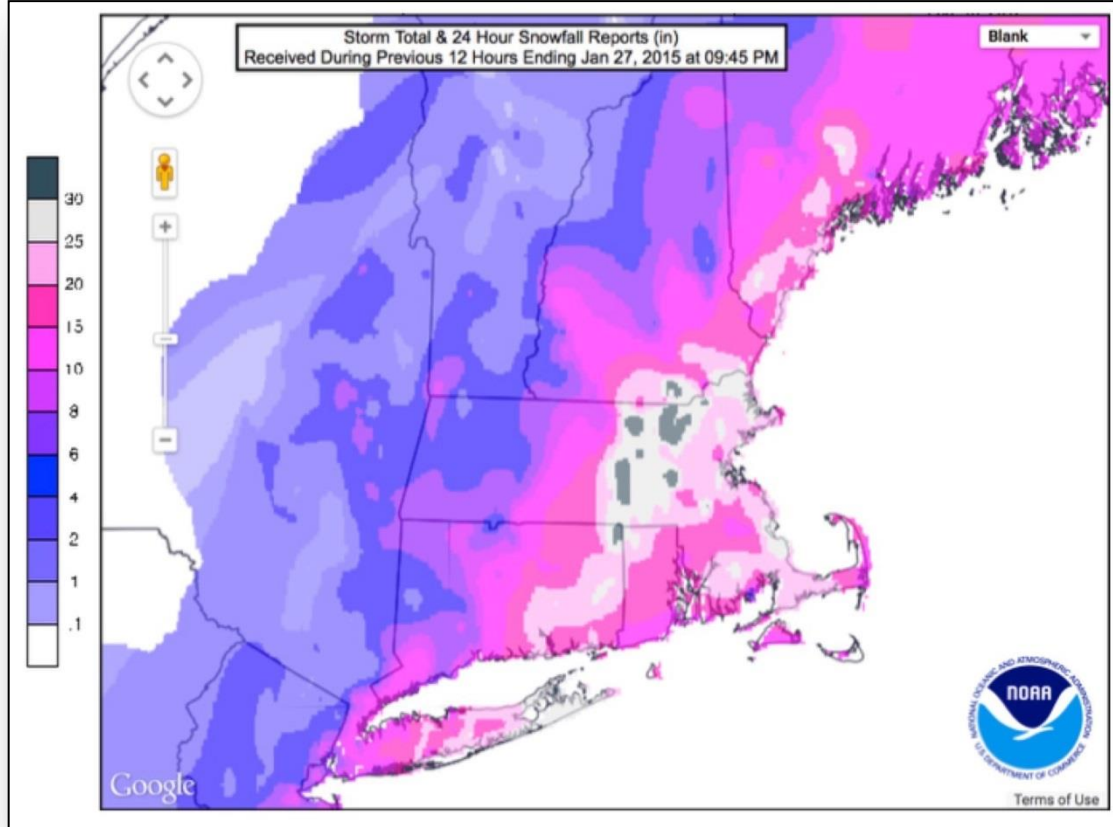 Storm Total & 24 Hour Snowfall Reports (in)
Received During Previous 12 Hours Ending Jan 27, 2015 at 09:45 PM
Blank
30
25
20
15
10
8
6
4
2
1
.1
NATIONAL OCEANIC AND ATMOSPHERIC ADMINISTRATION
NOAA
U.S. DEPARTMENT OF COMMERCE
Google
Terms of Use